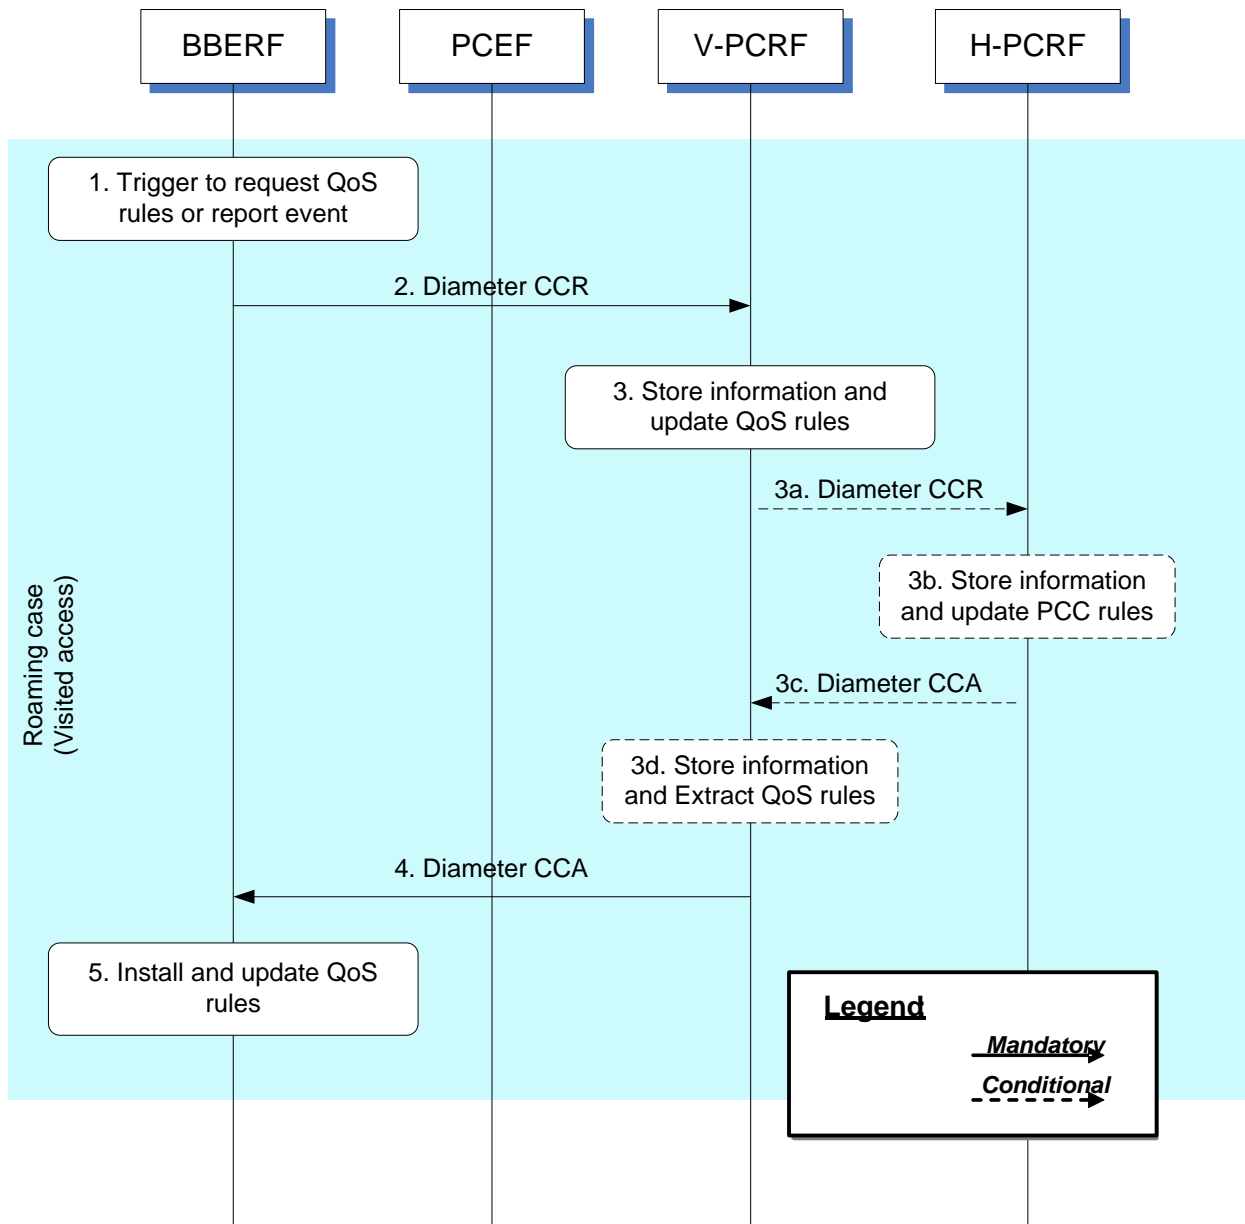 BBERF
PCEF
V-PCRF
H-PCRF
1. Trigger to request QoS
rules or report event
2. Diameter CCR
3. Store information and
update QoS rules
3a. Diameter CCR
3b. Store information
and update PCC rules
Roaming case
(Visited access)
3c. Diameter CCA
3d. Store information
and Extract QoS rules
4. Diameter CCA
5. Install and update QoS
rules
Legend
Mandatory
Conditional